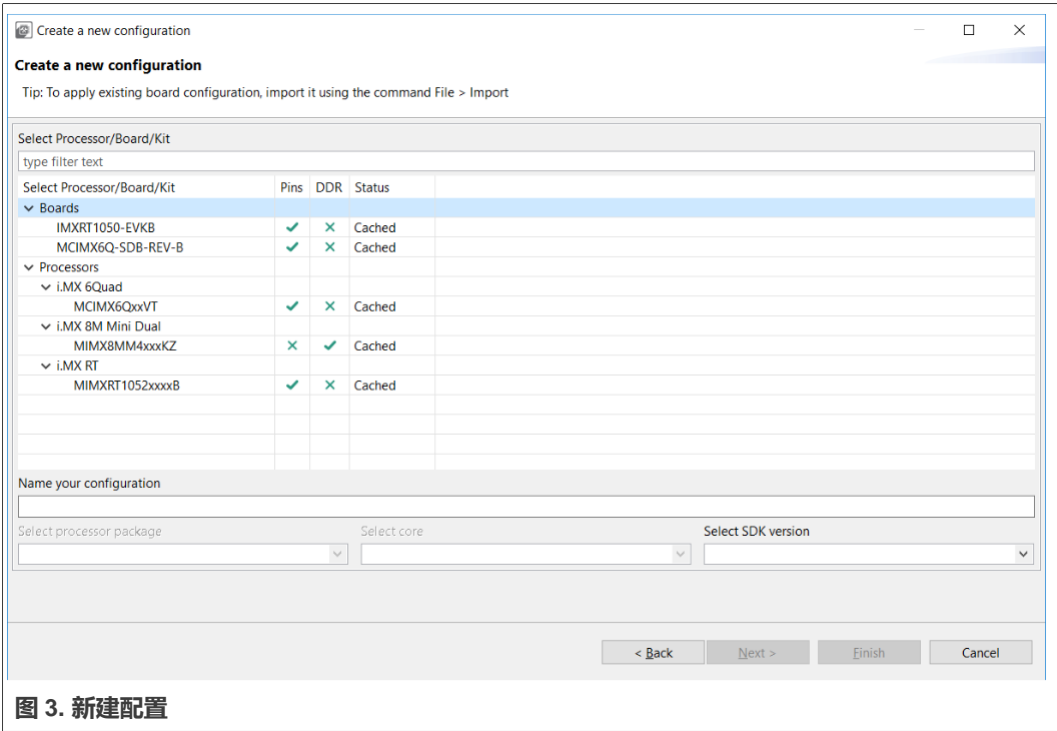 Create a new configuration
Create a new configuration
Tip: To apply existing board configuration, import it using the command File > Import
Select Processor/Board/Kit
type filter text
Select Processor/Board/Kit Pins DDR Status
Boards
IMXRT1050-EVKB Cached
MCIMX6Q-SDB-REV-B Cached
Processors
i.MX 6Quad
MCIMX6QxxVT Cached
i.MX 8M Mini Dual
MIMX8MM4xxxKZ Cached
i.MX RT
MIMXRT1052xxxxB Cached
Name your configuration
Select processor package Select core Select SDK version
< Back Next > Finish Cancel
图 3. 新建配置